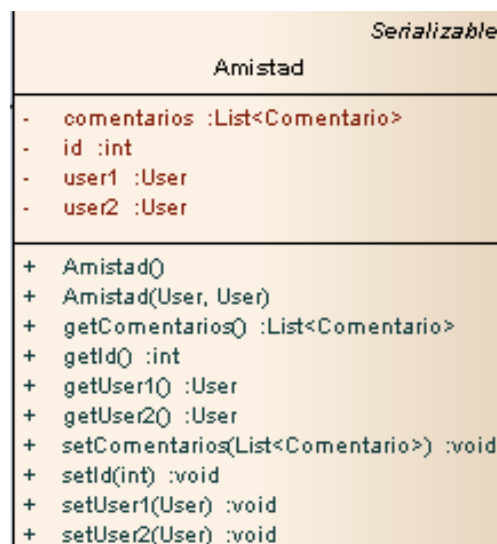 Serializable
Amistad
- comentarios :List<Comentario>
- id :int
- user1 :User
- user2 :User
+ Amistad()
+ Amistad(User, User)
+ getComentarios() :List<Comentario>
+ getId() :int
+ getUser1() :User
+ getUser2() :User
+ setComentarios(List<Comentario>) :void
+ setId(int) :void
+ setUser1(User) :void
+ setUser2(User) :void